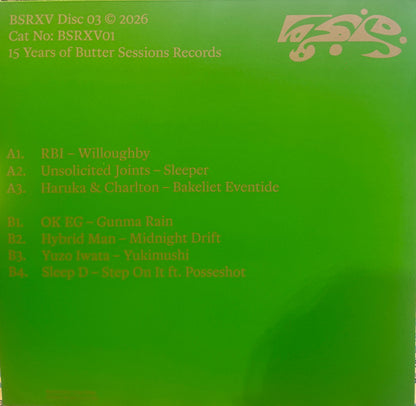 BSRXV Disc 03 © 2026
Cat No: BSRXV01
15 Years of Butter Sessions Records
A1. RBI – Willoughby
A2. Unsolicited Joints – Sleeper
A3. Haruka & Charlton – Bakeliet Eventide
B1. OK EG – Gunma Rain
B2. Hybrid Man – Midnight Drift
B3. Yuzo Iwata – Yukimushi
B4. Sleep D – Step On It ft. Posseshot